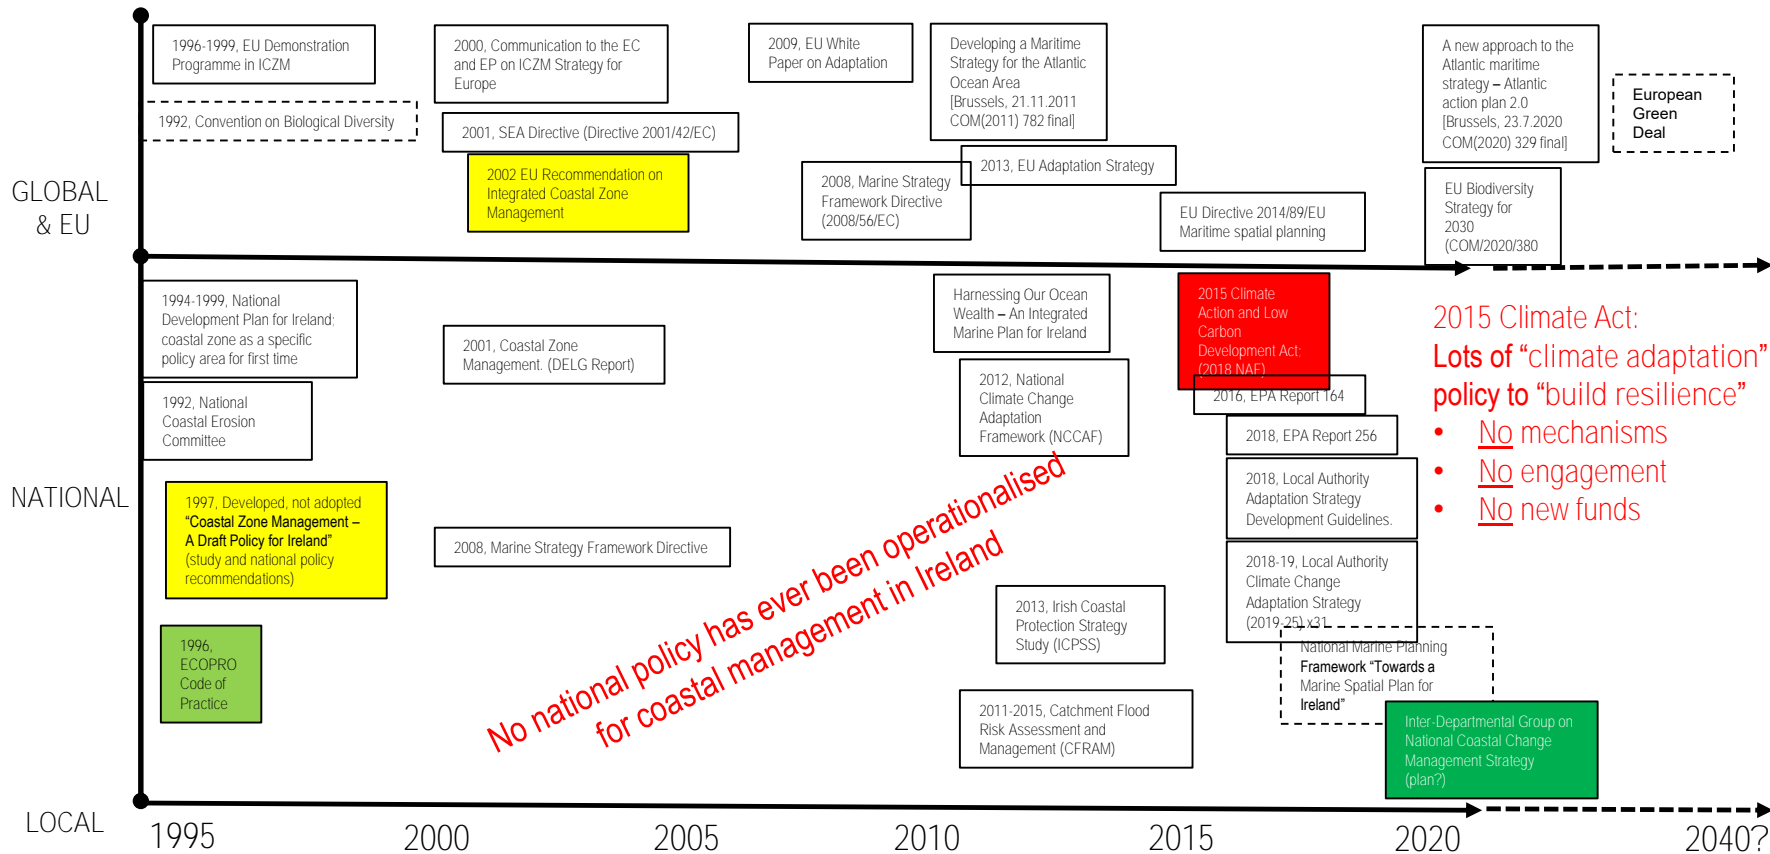 1996-1999, EU Demonstration
Programme in ICZM
1992, Convention on Biological Diversity
2000, Communication to the EC
and EP on ICZM Strategy for
Europe
2001, SEA Directive (Directive 2001/42/EC)
2002 EU Recommendation on
Integrated Coastal Zone
Management
2009, EU White
Paper on Adaptation
Developing a Maritime
Strategy for the Atlantic
Ocean Area
[Brussels, 21.11.2011
COM(2011) 782 final]
2013, EU Adaptation Strategy
2008, Marine Strategy
Framework Directive
(2008/56/EC)
EU Directive 2014/89/EU
Maritime spatial planning
A new approach to the
Atlantic maritime
strategy – Atlantic
action plan 2.0
[Brussels, 23.7.2020
COM(2020) 329 final]
EU Biodiversity
Strategy for
2030
(COM/2020/380
European
Green
Deal
GLOBAL
& EU
1994-1999, National
Development Plan for Ireland;
coastal zone as a specific
policy area for first time
1992, National
Coastal Erosion
Committee
1997, Developed, not adopted
“Coastal Zone Management –
A Draft Policy for Ireland”
(study and national policy
recommendations)
1996,
ECOPRO
Code of
Practice
2001, Coastal Zone
Management. (DELG Report)
2008, Marine Strategy Framework Directive
Harnessing Our Ocean
Wealth – An Integrated
Marine Plan for Ireland
2012, National
Climate Change
Adaptation
Framework (NCCAF)
No national policy has ever been operationalised
for coastal management in Ireland
2013, Irish Coastal
Protection Strategy
Study (ICPSS)
2011-2015, Catchment Flood
Risk Assessment and
Management (CFRAM)
2015 Climate
Action and Low
Carbon
Development Act;
(2018 NAF)
2016, EPA Report 164
2018, EPA Report 256
2018, Local Authority
Adaptation Strategy
Development Guidelines.
2018-19, Local Authority
Climate Change
Adaptation Strategy
(2019-25) x31
National Marine Planning
Framework “Towards a
Marine Spatial Plan for
Ireland”
Inter-Departmental Group on
National Coastal Change
Management Strategy
(plan?)
2015 Climate Act:
Lots of “climate adaptation”
policy to “build resilience”
• No mechanisms
• No engagement
• No new funds
NATIONAL
LOCAL
1995 2000 2005 2010 2015 2020 2040?